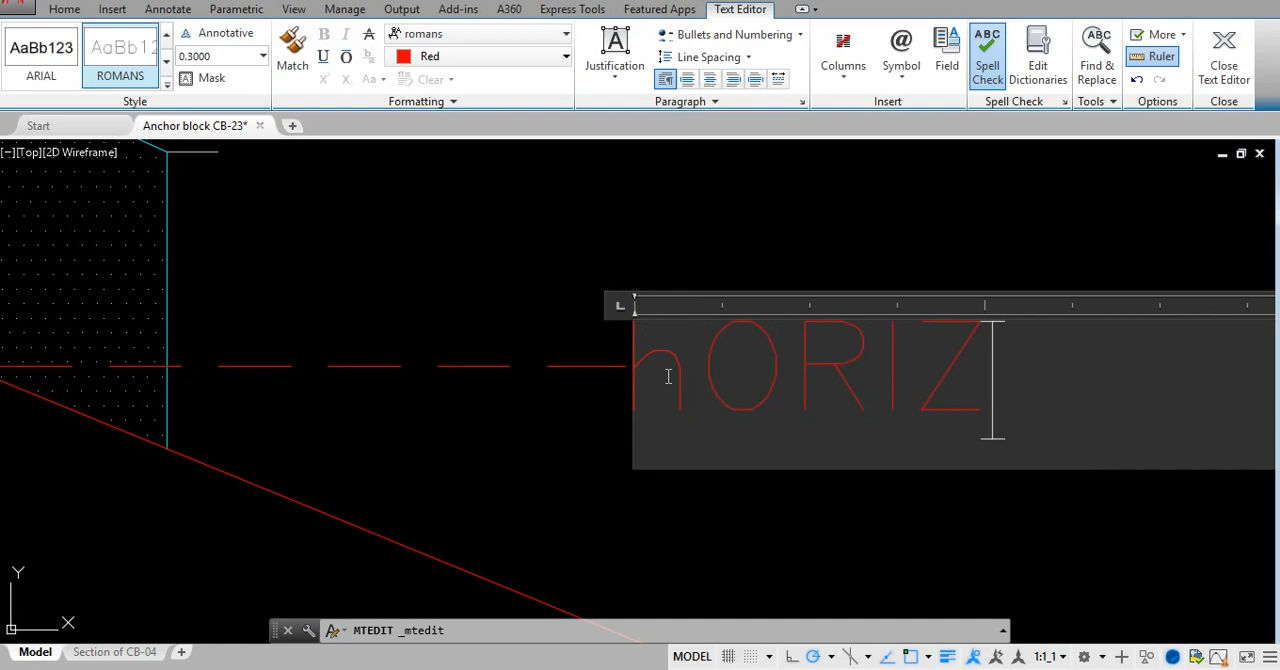 Home Insert Annotate Parametric View Manage Output Add-ins A360 Express Tools Featured Apps Text Editor
AaBb123 AaBb12 Annotative romans Bullets and Numbering More
0.3000 Red Line Spacing Ruler
ARIAL ROMANS Mask Match Aa Clear Justification Columns Symbol Field Spell Check Edit Dictionaries Find & Replace Close Text Editor
Style Formatting Paragraph Insert Spell Check Tools Options Close
Start Anchor block CB-23*
[−][Top][2D Wireframe]
hORIZ
Y
X
MTEDIT _mtedit
Model Section of CB-04 MODEL 1:1_1